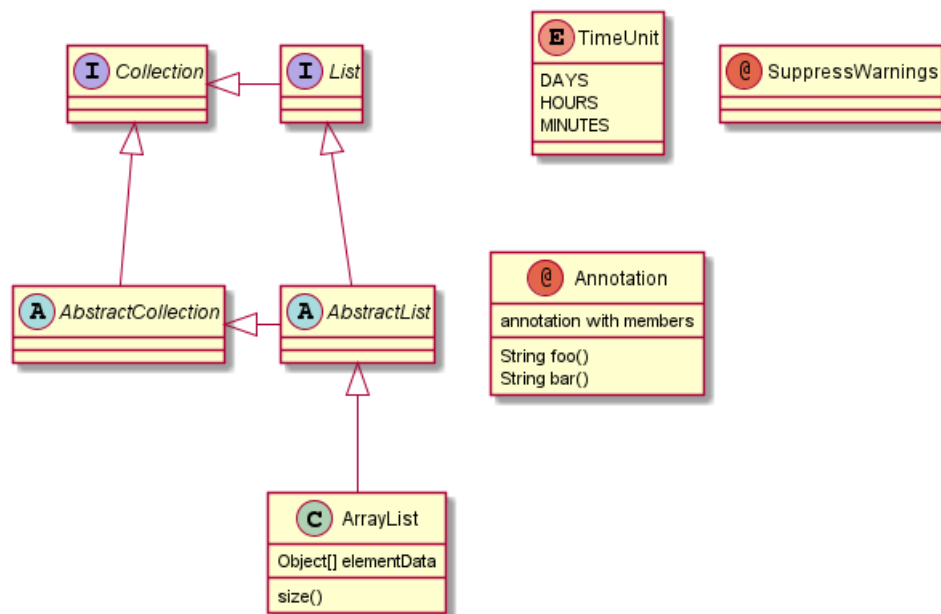 I Collection
I List
E TimeUnit
DAYS
HOURS
MINUTES
@ SuppressWarnings
A AbstractCollection
A AbstractList
@ Annotation
annotation with members
String foo()
String bar()
C ArrayList
Object[] elementData
size()